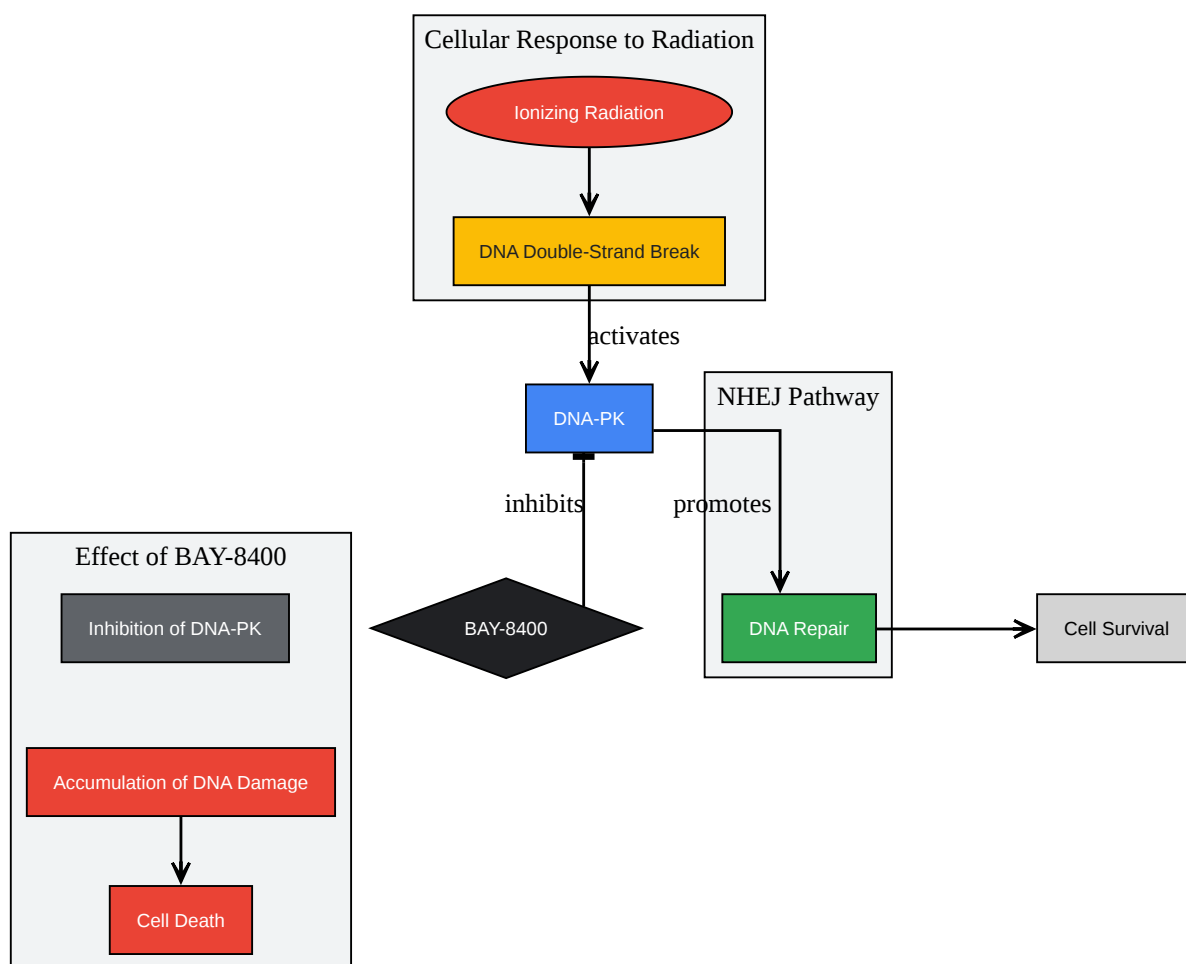 Cellular Response to Radiation
Ionizing Radiation
DNA Double-Strand Break
activates
DNA-PK
NHEJ Pathway
inhibits
promotes
Effect of BAY-8400
Inhibition of DNA-PK
BAY-8400
DNA Repair
Cell Survival
Accumulation of DNA Damage
Cell Death